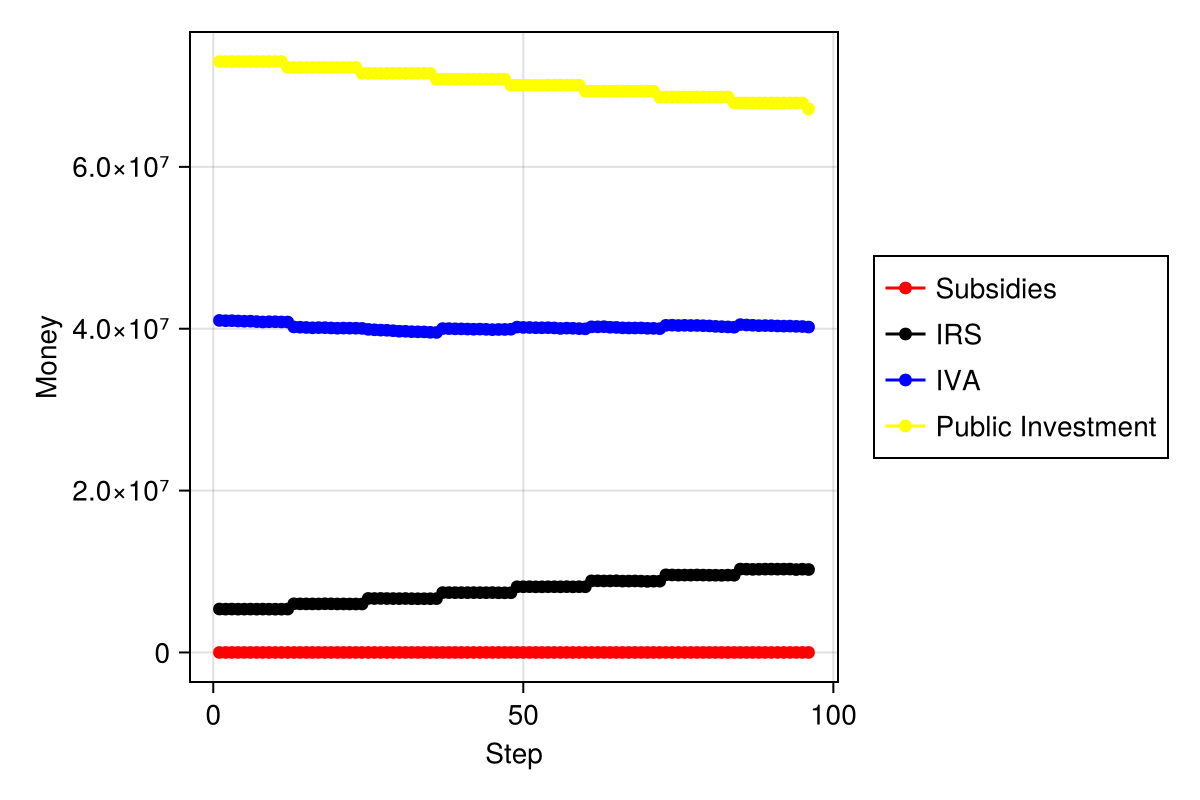 6.0×10⁷
4.0×10⁷
2.0×10⁷
0
Money
0
50
100
Step
Subsidies
IRS
IVA
Public Investment